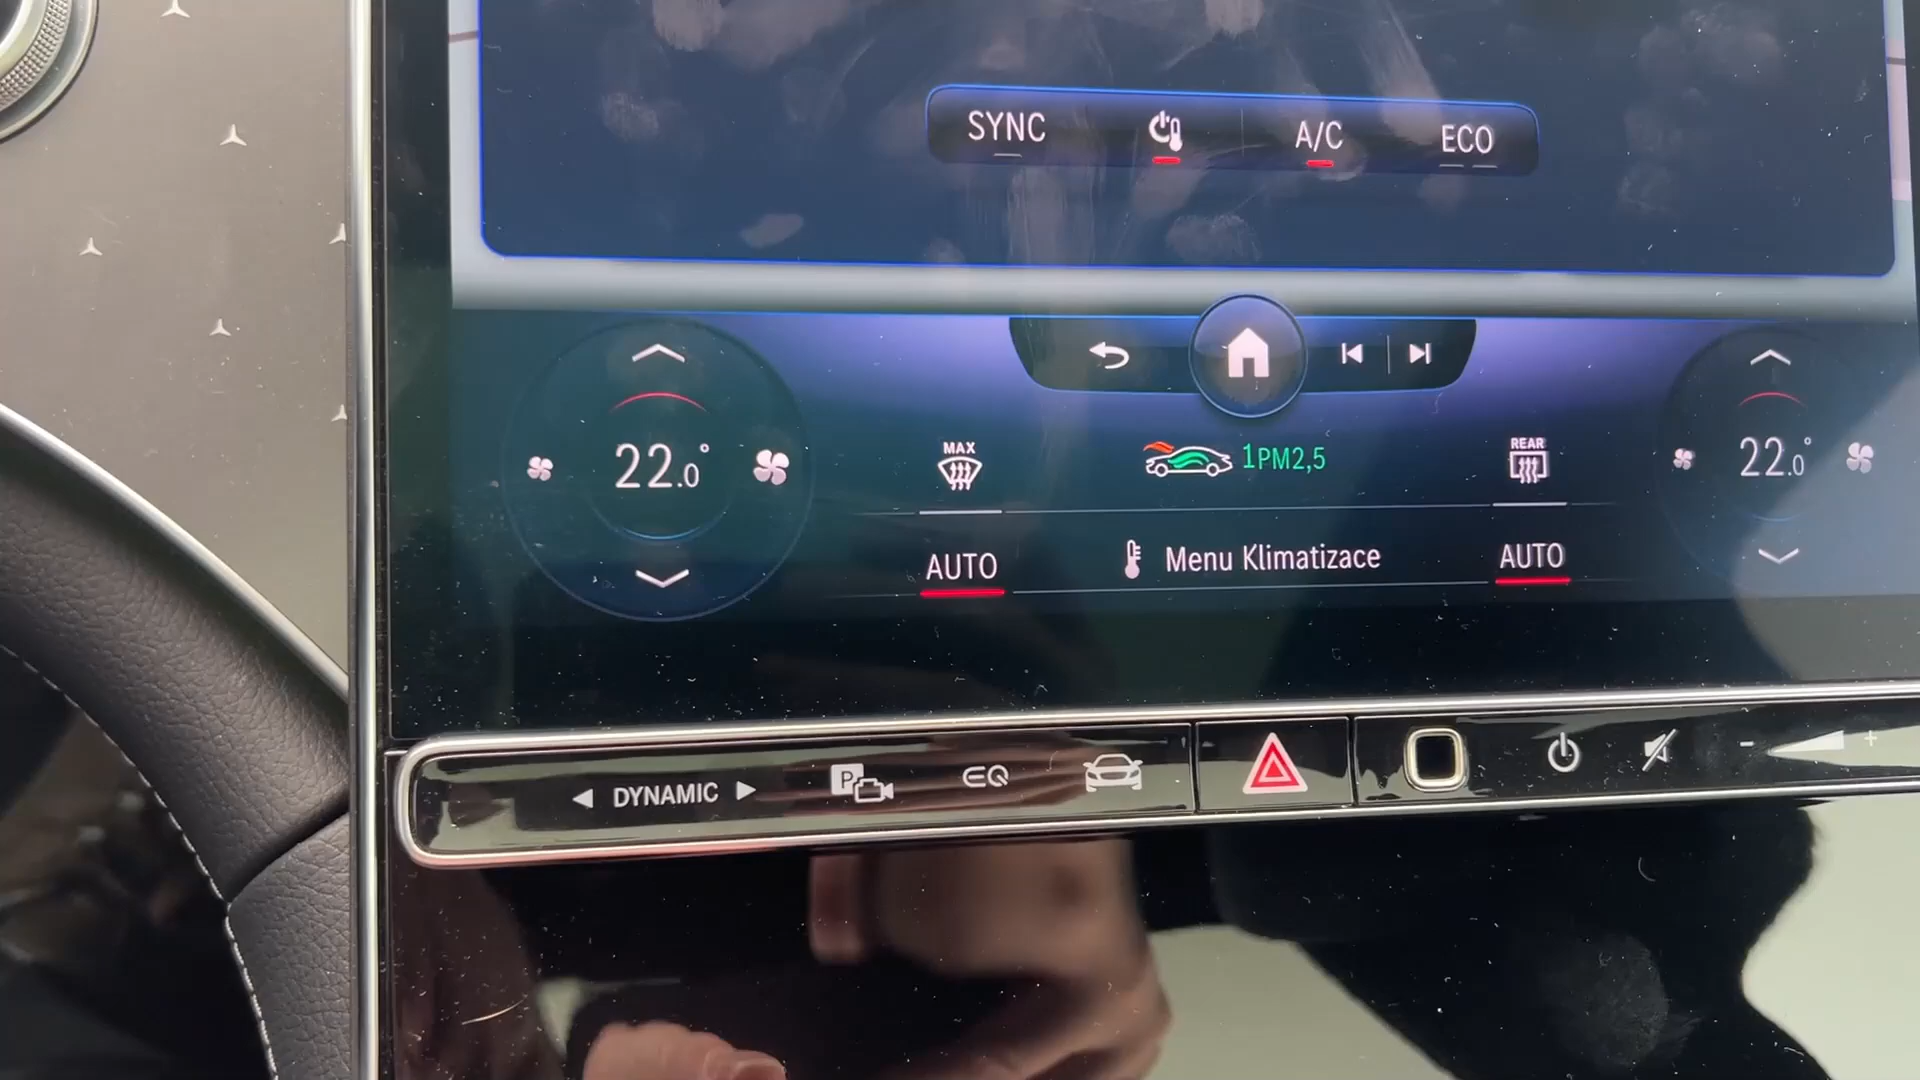 SYNC A/C ECO
22.0° MAX 1PM2,5 REAR 22.0°
AUTO Menu Klimatizace AUTO
DYNAMIC P EQ - +